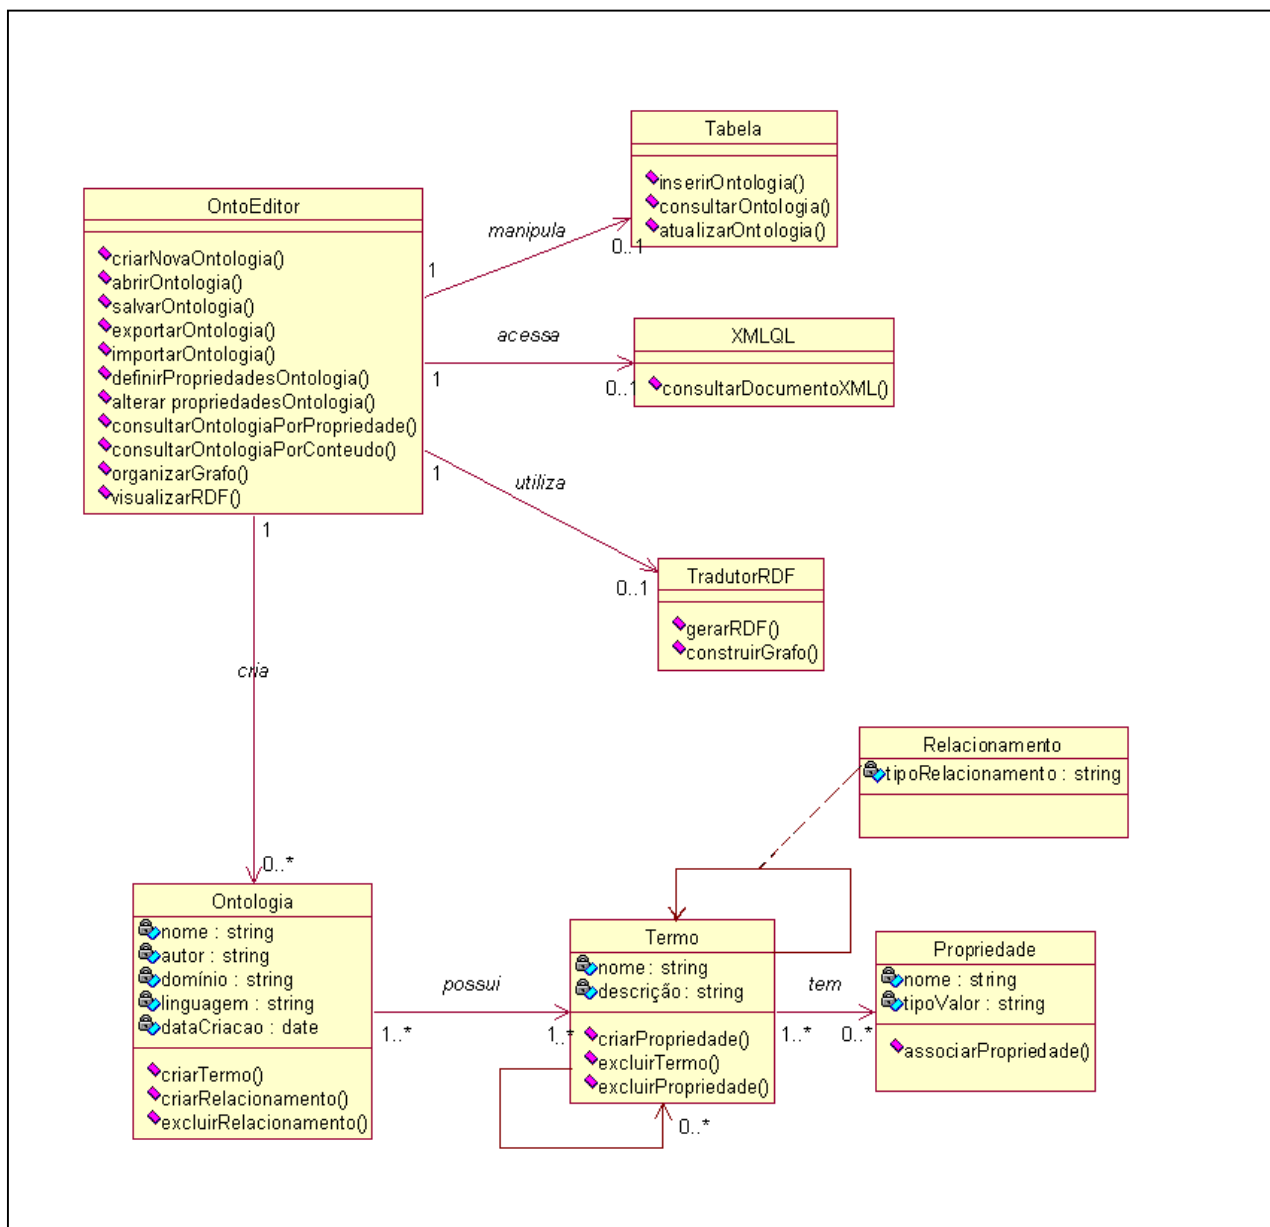 Tabela
inserirOntologia()
consultarOntologia()
atualizarOntologia()
OntoEditor
criarNovaOntologia()
abrirOntologia()
salvarOntologia()
exportarOntologia()
importarOntologia()
definirPropriedadesOntologia()
alterar propriedadesOntologia()
consultarOntologiaPorPropriedade()
consultarOntologiaPorConteudo()
organizarGrafo()
visualizarRDF()
manipula
1
0..1
acessa
1
0..1
XMLQL
consultarDocumentoXML()
utiliza
1
0..1
TradutorRDF
gerarRDF()
construirGrafo()
1
cria
0..*
Relacionamento
tipoRelacionamento : string
Ontologia
nome : string
autor : string
domínio : string
linguagem : string
dataCriacao : date
criarTermo()
criarRelacionamento()
excluirRelacionamento()
possui
1..*
1..*
Termo
nome : string
descrição : string
criarPropriedade()
excluirTermo()
excluirPropriedade()
0..*
tem
1..*
0..*
Propriedade
nome : string
tipoValor : string
associarPropriedade()